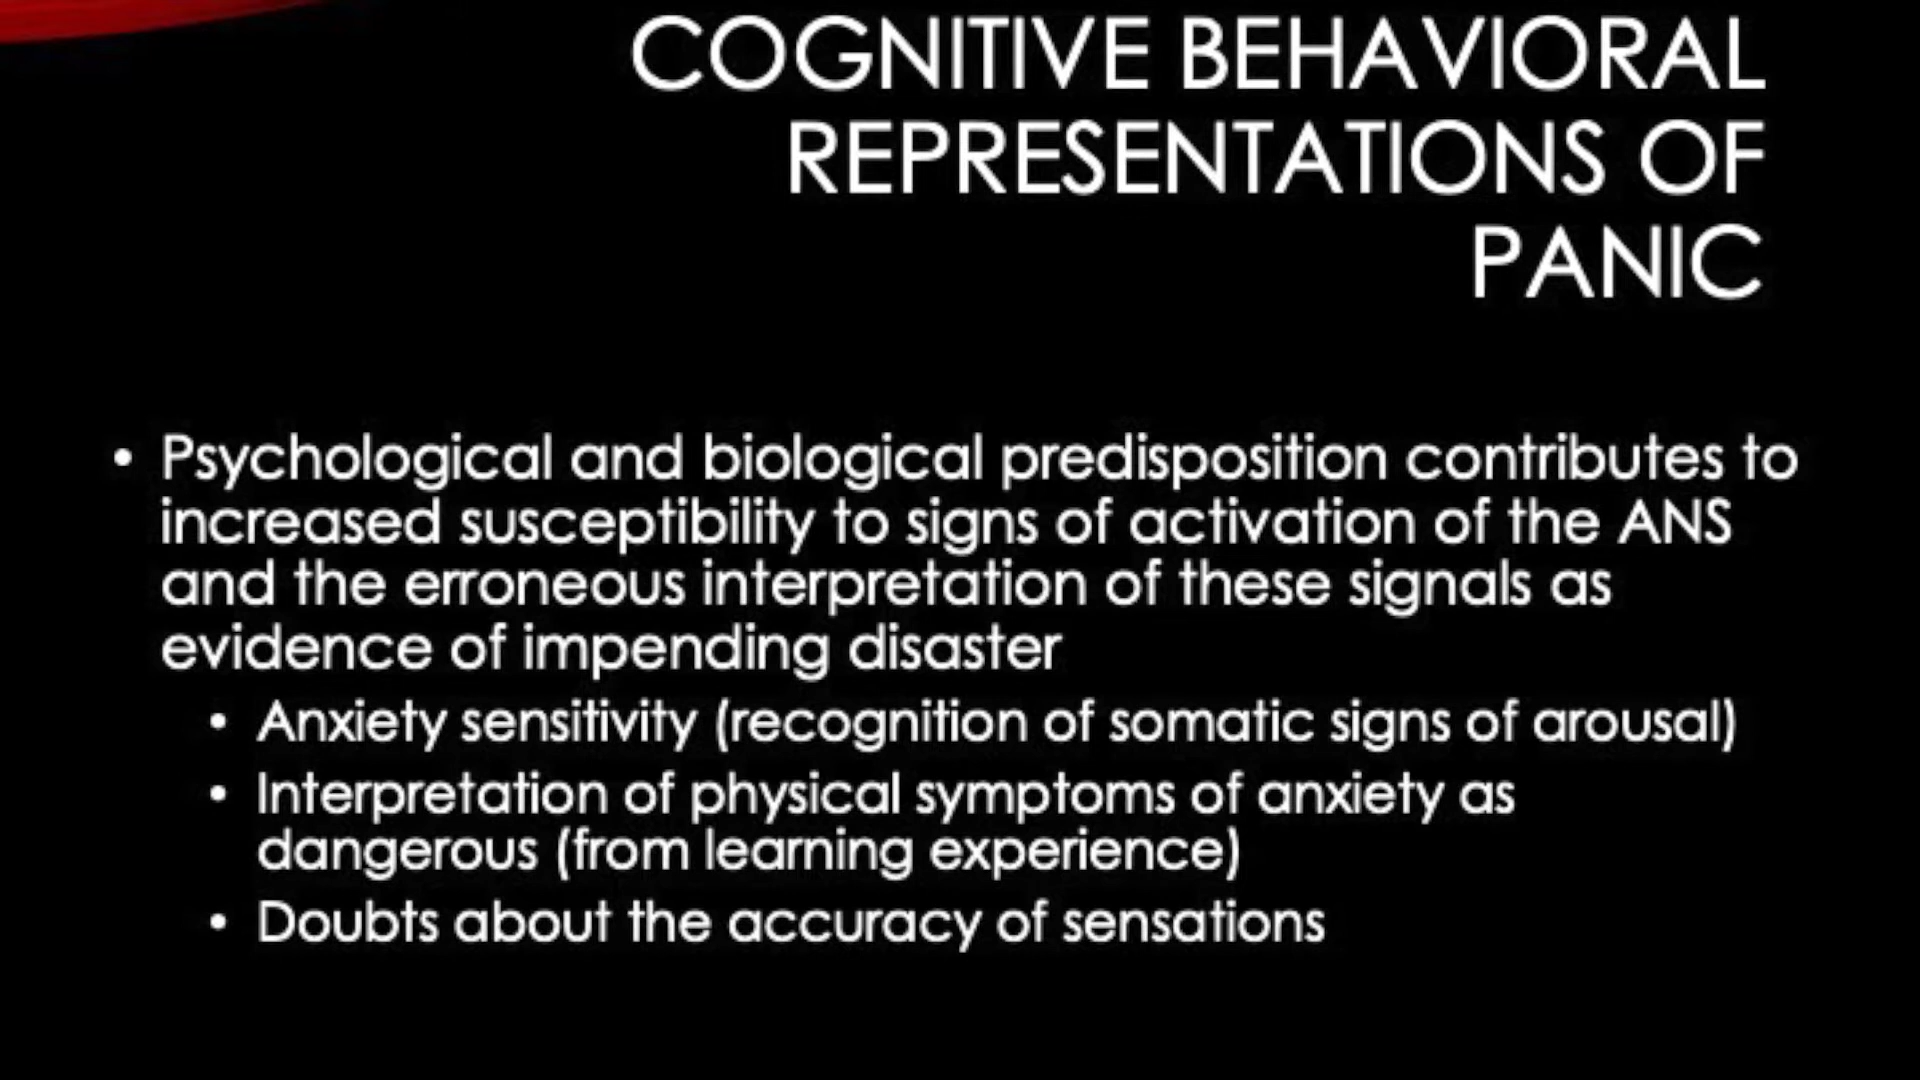 COGNITIVE BEHAVIORAL
REPRESENTATIONS OF
PANIC
• Psychological and biological predisposition contributes to
increased susceptibility to signs of activation of the ANS
and the erroneous interpretation of these signals as
evidence of impending disaster
• Anxiety sensitivity (recognition of somatic signs of arousal)
• Interpretation of physical symptoms of anxiety as
dangerous (from learning experience)
• Doubts about the accuracy of sensations